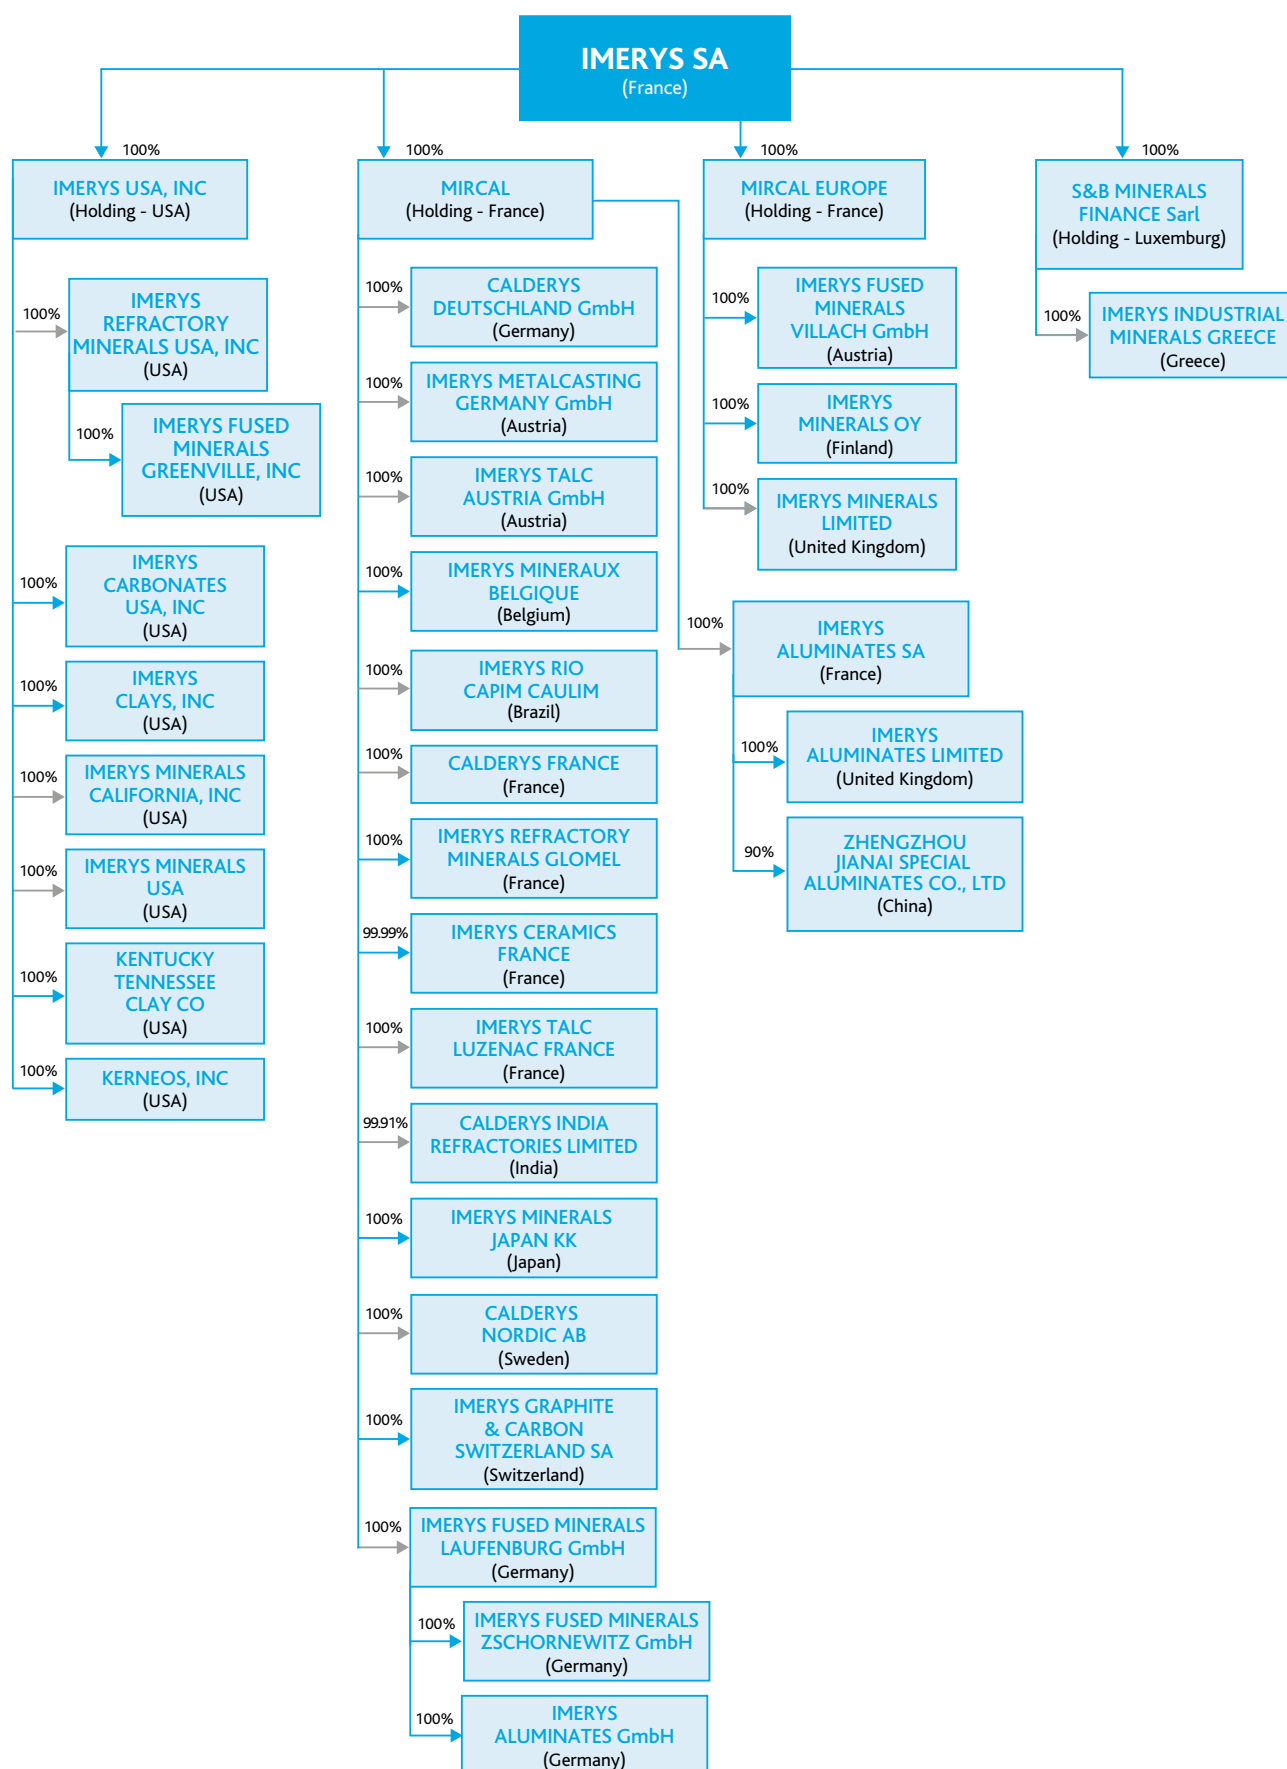 IMERYS SA
(France)
100%
IMERYS USA, INC
(Holding - USA)
100%
IMERYS
REFRACTORY
MINERALS USA, INC
(USA)
100%
IMERYS FUSED
MINERALS
GREENVILLE, INC
(USA)
100%
IMERYS
CARBONATES
USA, INC
(USA)
100%
IMERYS
CLAYS, INC
(USA)
100%
IMERYS MINERALS
CALIFORNIA, INC
(USA)
100%
IMERYS MINERALS
USA
(USA)
100%
KENTUCKY
TENNESSEE
CLAY CO
(USA)
100%
KERNEOS, INC
(USA)
100%
MIRCAL
(Holding - France)
100%
CALDERYS
DEUTSCHLAND GmbH
(Germany)
100%
IMERYS METALCASTING
GERMANY GmbH
(Austria)
100%
IMERYS TALC
AUSTRIA GmbH
(Austria)
100%
IMERYS MINERAUX
BELGIQUE
(Belgium)
100%
IMERYS RIO
CAPIM CAULIM
(Brazil)
100%
CALDERYS FRANCE
(France)
100%
IMERYS REFRACTORY
MINERALS GLOMEL
(France)
99.99%
IMERYS CERAMICS
FRANCE
(France)
100%
IMERYS TALC
LUZENAC FRANCE
(France)
99.91%
CALDERYS INDIA
REFRACTORIES LIMITED
(India)
100%
IMERYS MINERALS
JAPAN KK
(Japan)
100%
CALDERYS
NORDIC AB
(Sweden)
100%
IMERYS GRAPHITE
& CARBON
SWITZERLAND SA
(Switzerland)
100%
IMERYS FUSED MINERALS
LAUFENBURG GmbH
(Germany)
100%
IMERYS FUSED MINERALS
ZSCHORNEWITZ GmbH
(Germany)
100%
IMERYS
ALUMINATES GmbH
(Germany)
100%
MIRCAL EUROPE
(Holding - France)
100%
IMERYS FUSED
MINERALS
VILLACH GmbH
(Austria)
100%
IMERYS
MINERALS OY
(Finland)
100%
IMERYS MINERALS
LIMITED
(United Kingdom)
100%
IMERYS
ALUMINATES SA
(France)
100%
IMERYS
ALUMINATES LIMITED
(United Kingdom)
90%
ZHENGZHOU
JIANAI SPECIAL
ALUMINATES CO., LTD
(China)
100%
S&B MINERALS
FINANCE Sarl
(Holding - Luxemburg)
100%
IMERYS INDUSTRIAL
MINERALS GREECE
(Greece)